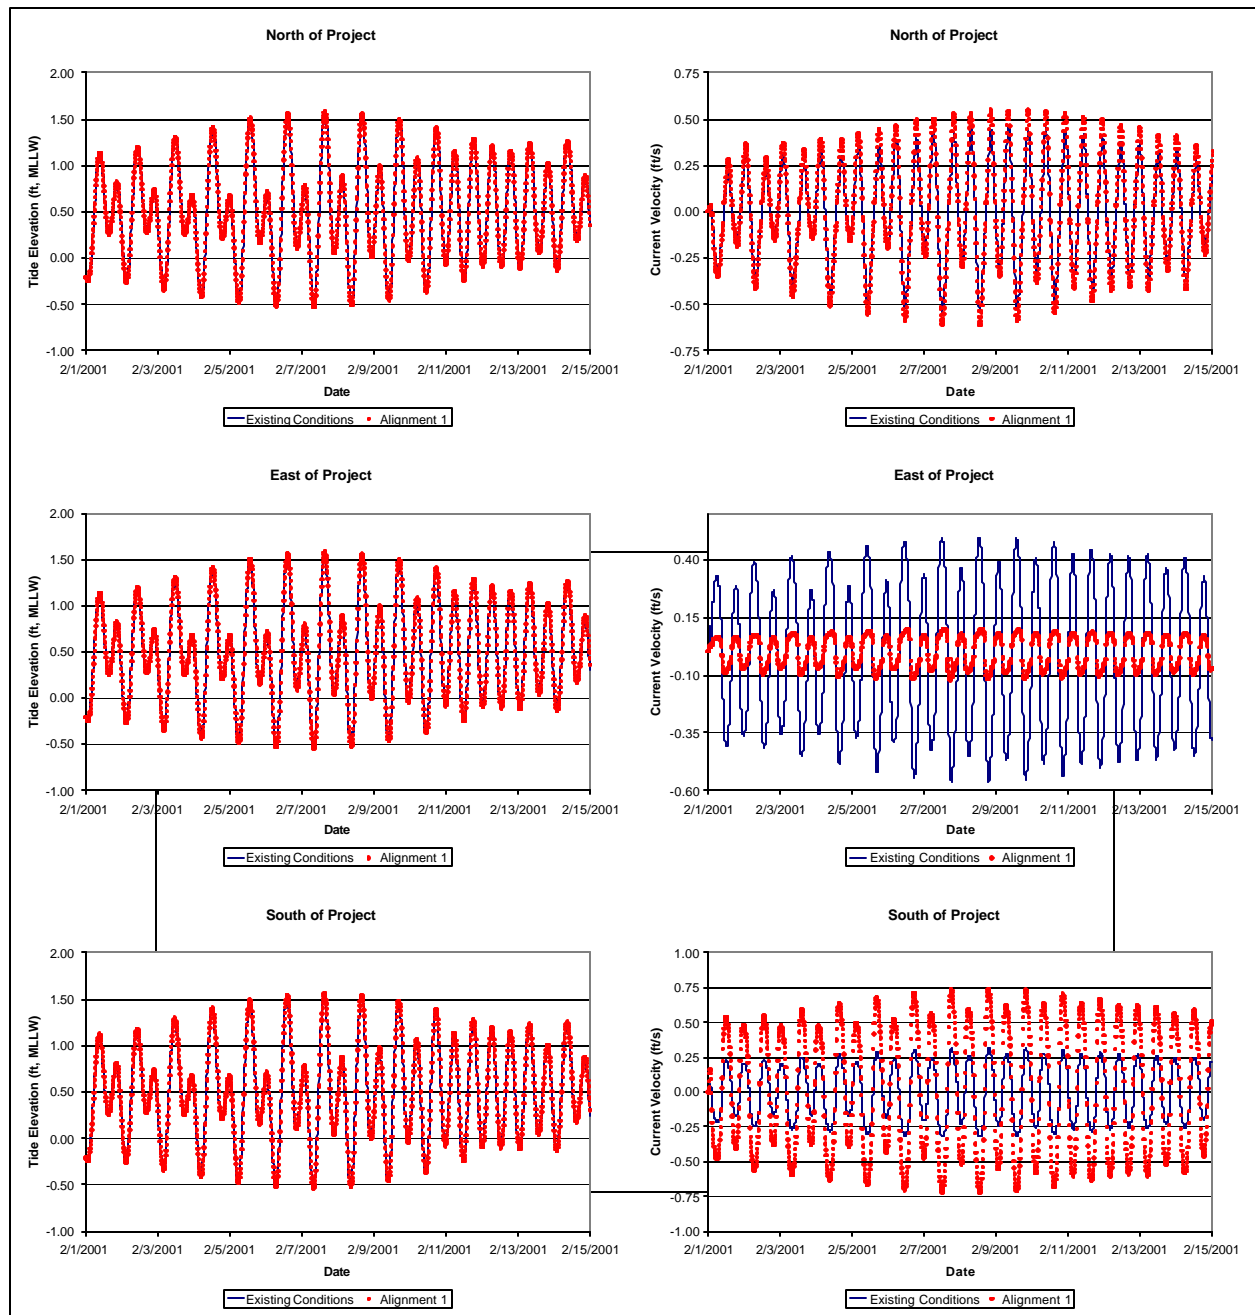 North of Project
Tide Elevation (ft, MLLW)
2.00
1.50
1.00
0.50
0.00
-0.50
-1.00
2/1/2001 2/3/2001 2/5/2001 2/7/2001 2/9/2001 2/11/2001 2/13/2001 2/15/2001
Date
Existing Conditions Alignment 1
North of Project
Current Velocity (ft/s)
0.75
0.50
0.25
0.00
-0.25
-0.50
-0.75
2/1/2001 2/3/2001 2/5/2001 2/7/2001 2/9/2001 2/11/2001 2/13/2001 2/15/2001
Date
Existing Conditions Alignment 1
East of Project
Tide Elevation (ft, MLLW)
2.00
1.50
1.00
0.50
0.00
-0.50
-1.00
2/1/2001 2/3/2001 2/5/2001 2/7/2001 2/9/2001 2/11/2001 2/13/2001 2/15/2001
Date
Existing Conditions Alignment 1
East of Project
Current Velocity (ft/s)
0.40
0.15
-0.10
-0.35
-0.60
2/1/2001 2/3/2001 2/5/2001 2/7/2001 2/9/2001 2/11/2001 2/13/2001 2/15/2001
Date
Existing Conditions Alignment 1
South of Project
Tide Elevation (ft, MLLW)
2.00
1.50
1.00
0.50
0.00
-0.50
-1.00
2/1/2001 2/3/2001 2/5/2001 2/7/2001 2/9/2001 2/11/2001 2/13/2001 2/15/2001
Date
Existing Conditions Alignment 1
South of Project
Current Velocity (ft/s)
1.00
0.75
0.50
0.25
0.00
-0.25
-0.50
-0.75
-1.00
2/1/2001 2/3/2001 2/5/2001 2/7/2001 2/9/2001 2/11/2001 2/13/2001 2/15/2001
Date
Existing Conditions Alignment 1